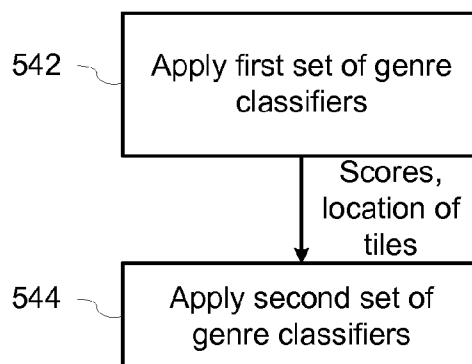 542
Apply first set of genre
classifiers
Scores,
location of
tiles
544
Apply second set of
genre classifiers